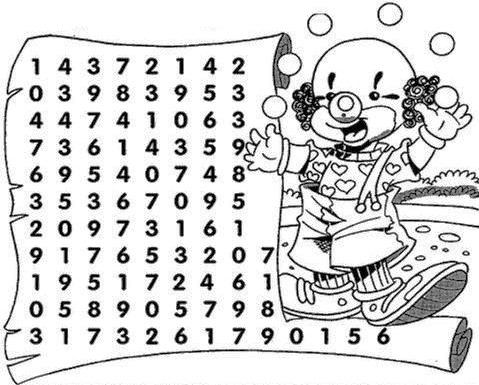 1 4 3 7 2 1 4 2
0 3 9 8 3 9 5 3
4 4 7 4 1 0 6 3
7 3 6 1 4 3 5 9
6 9 5 4 0 7 4 8
3 5 3 6 7 0 9 5
2 0 9 7 3 1 6 1
9 1 7 6 5 3 2 0 7
1 9 5 1 7 2 4 6 1
0 5 8 9 0 5 7 9 8
3 1 7 3 2 6 1 7 9 0 1 5 6